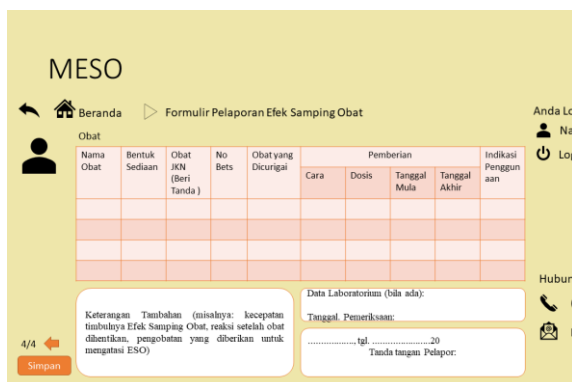 MESO
Beranda
Formulir Pelaporan Efek Samping Obat
Anda Lo
Na
Lo
Obat
Nama Obat
Bentuk Sediaan
Obat JKN (Beri Tanda )
No Bets
Obat yang Dicurigai
Pemberian
Cara
Dosis
Tanggal Mula
Tanggal Akhir
Indikasi Penggun aan
Keterangan Tambahan (misalnya: kecepatan
timbulnya Efek Samping Obat, reaksi setelah obat
dihentikan, pengobatan yang diberikan untuk
mengatasi ESO)
Data Laboratorium (bila ada):
Tanggal. Pemeriksaan:
.................., tgl. ........................20
Tanda tangan Pelapor:
Hubun
4/4
Simpan